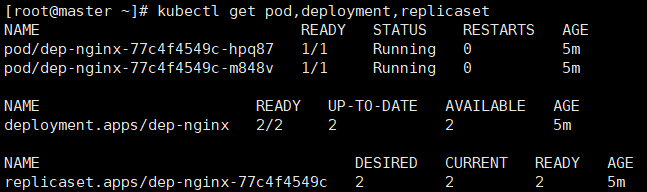 [root@master ~]# kubectl get pod,deployment,replicaset
NAME READY STATUS RESTARTS AGE
pod/dep-nginx-77c4f4549c-hpq87 1/1 Running 0 5m
pod/dep-nginx-77c4f4549c-m848v 1/1 Running 0 5m
NAME READY UP-TO-DATE AVAILABLE AGE
deployment.apps/dep-nginx 2/2 2 2 5m
NAME DESIRED CURRENT READY AGE
replicaset.apps/dep-nginx-77c4f4549c 2 2 2 5m